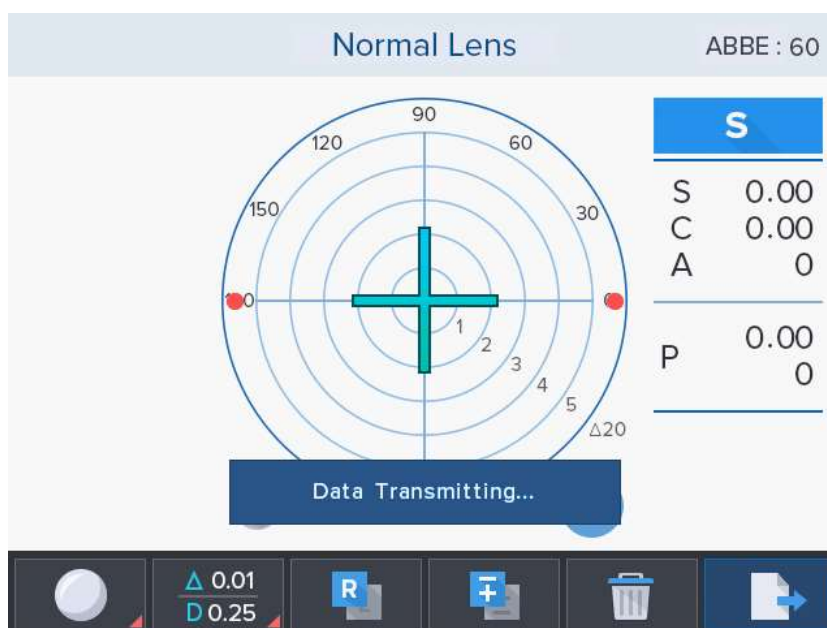 Normal Lens
ABBE : 60
90
120
60
150
30
S
S 0.00
C 0.00
A 0
P 0.00
0
1
2
3
4
5
△20
Data Transmitting...
△ 0.01
D 0.25
R
∓